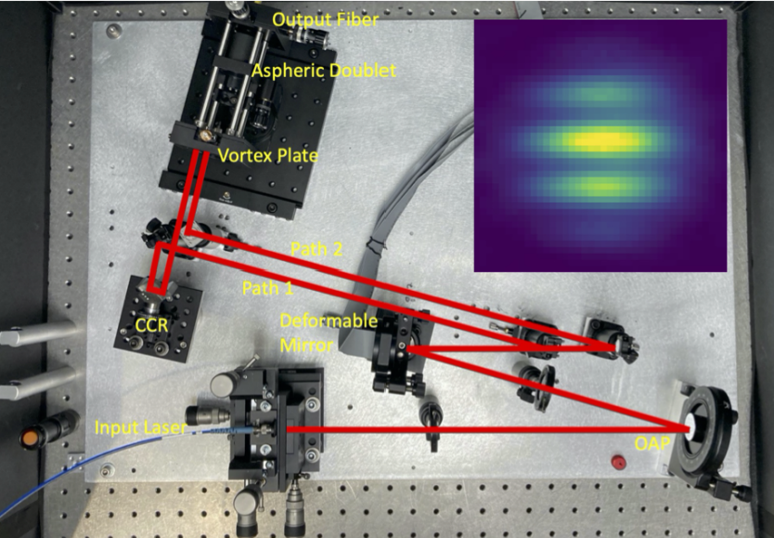 Output Fiber
Aspheric Doublet
Vortex Plate
Path 2
Path 1
CCR
Deformable
Mirror
Input Laser
OAP